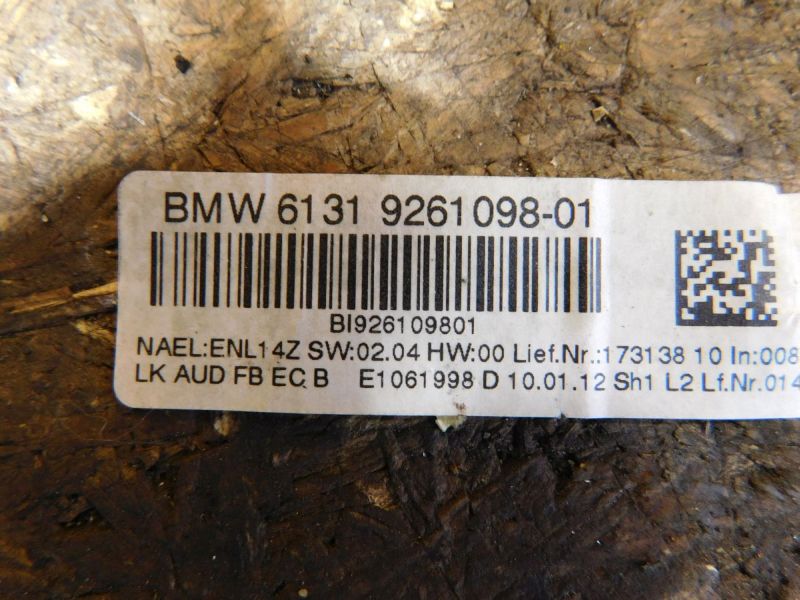 BMW 6131 9261098-01
BI926109801
NAEL:ENL14Z SW:02.04 HW:00 Lief.Nr.:173138 10 In:008
LK AUD FB EC B E1061998 D 10.01.12 Sh1 L2 Lf.Nr.014